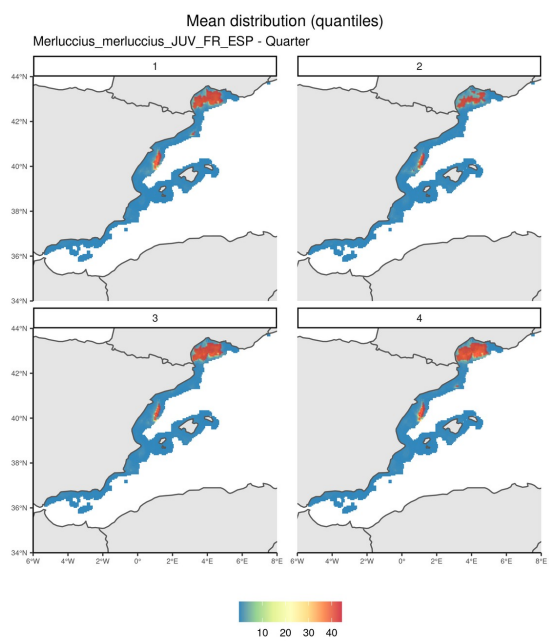 Mean distribution (quantiles)
Merluccius_merluccius_JUV_FR_ESP - Quarter
1 2
44°N
42°N
40°N
38°N
36°N
34°N
3 4
44°N
42°N
40°N
38°N
36°N
34°N
6°W 4°W 2°W 0° 2°E 4°E 6°E 8°E 6°W 4°W 2°W 0° 2°E 4°E 6°E 8°E
10 20 30 40